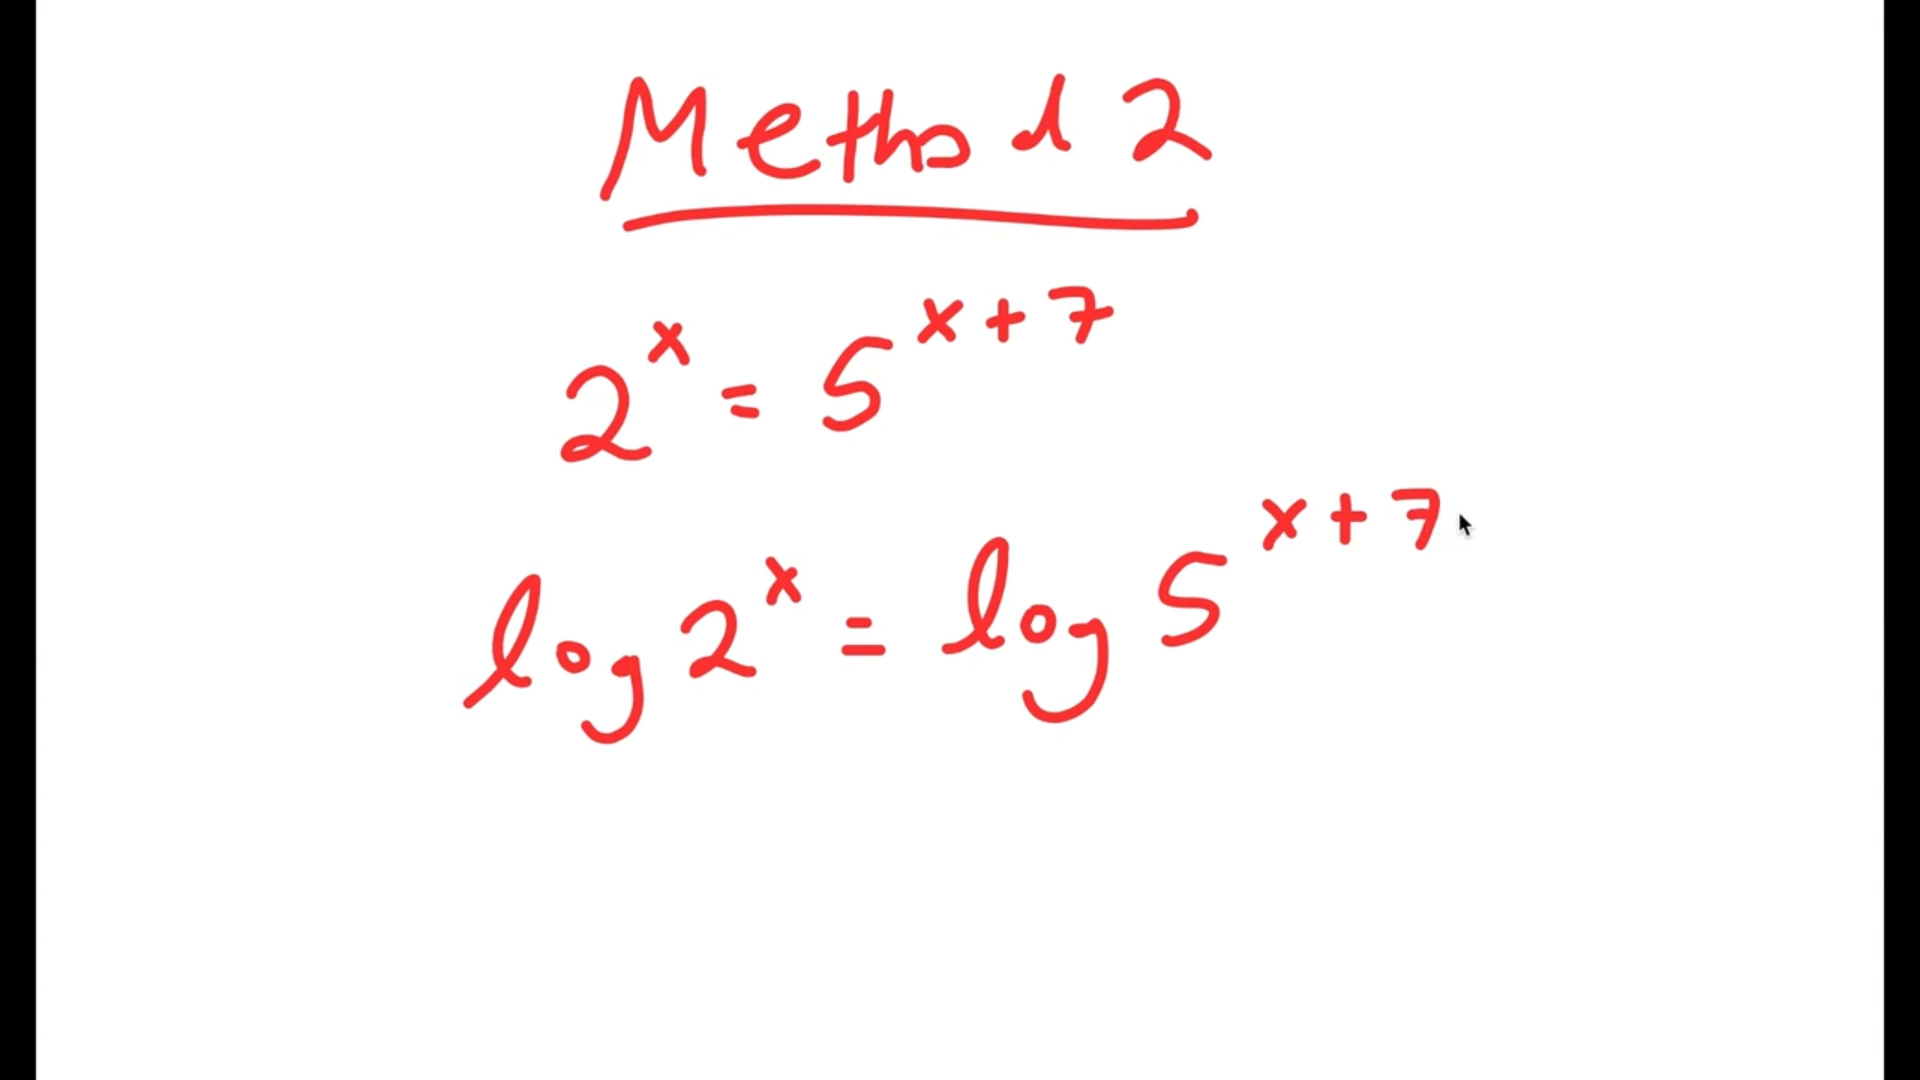 Method 2
2^x = 5^x+7
log 2^x = log 5^x+7